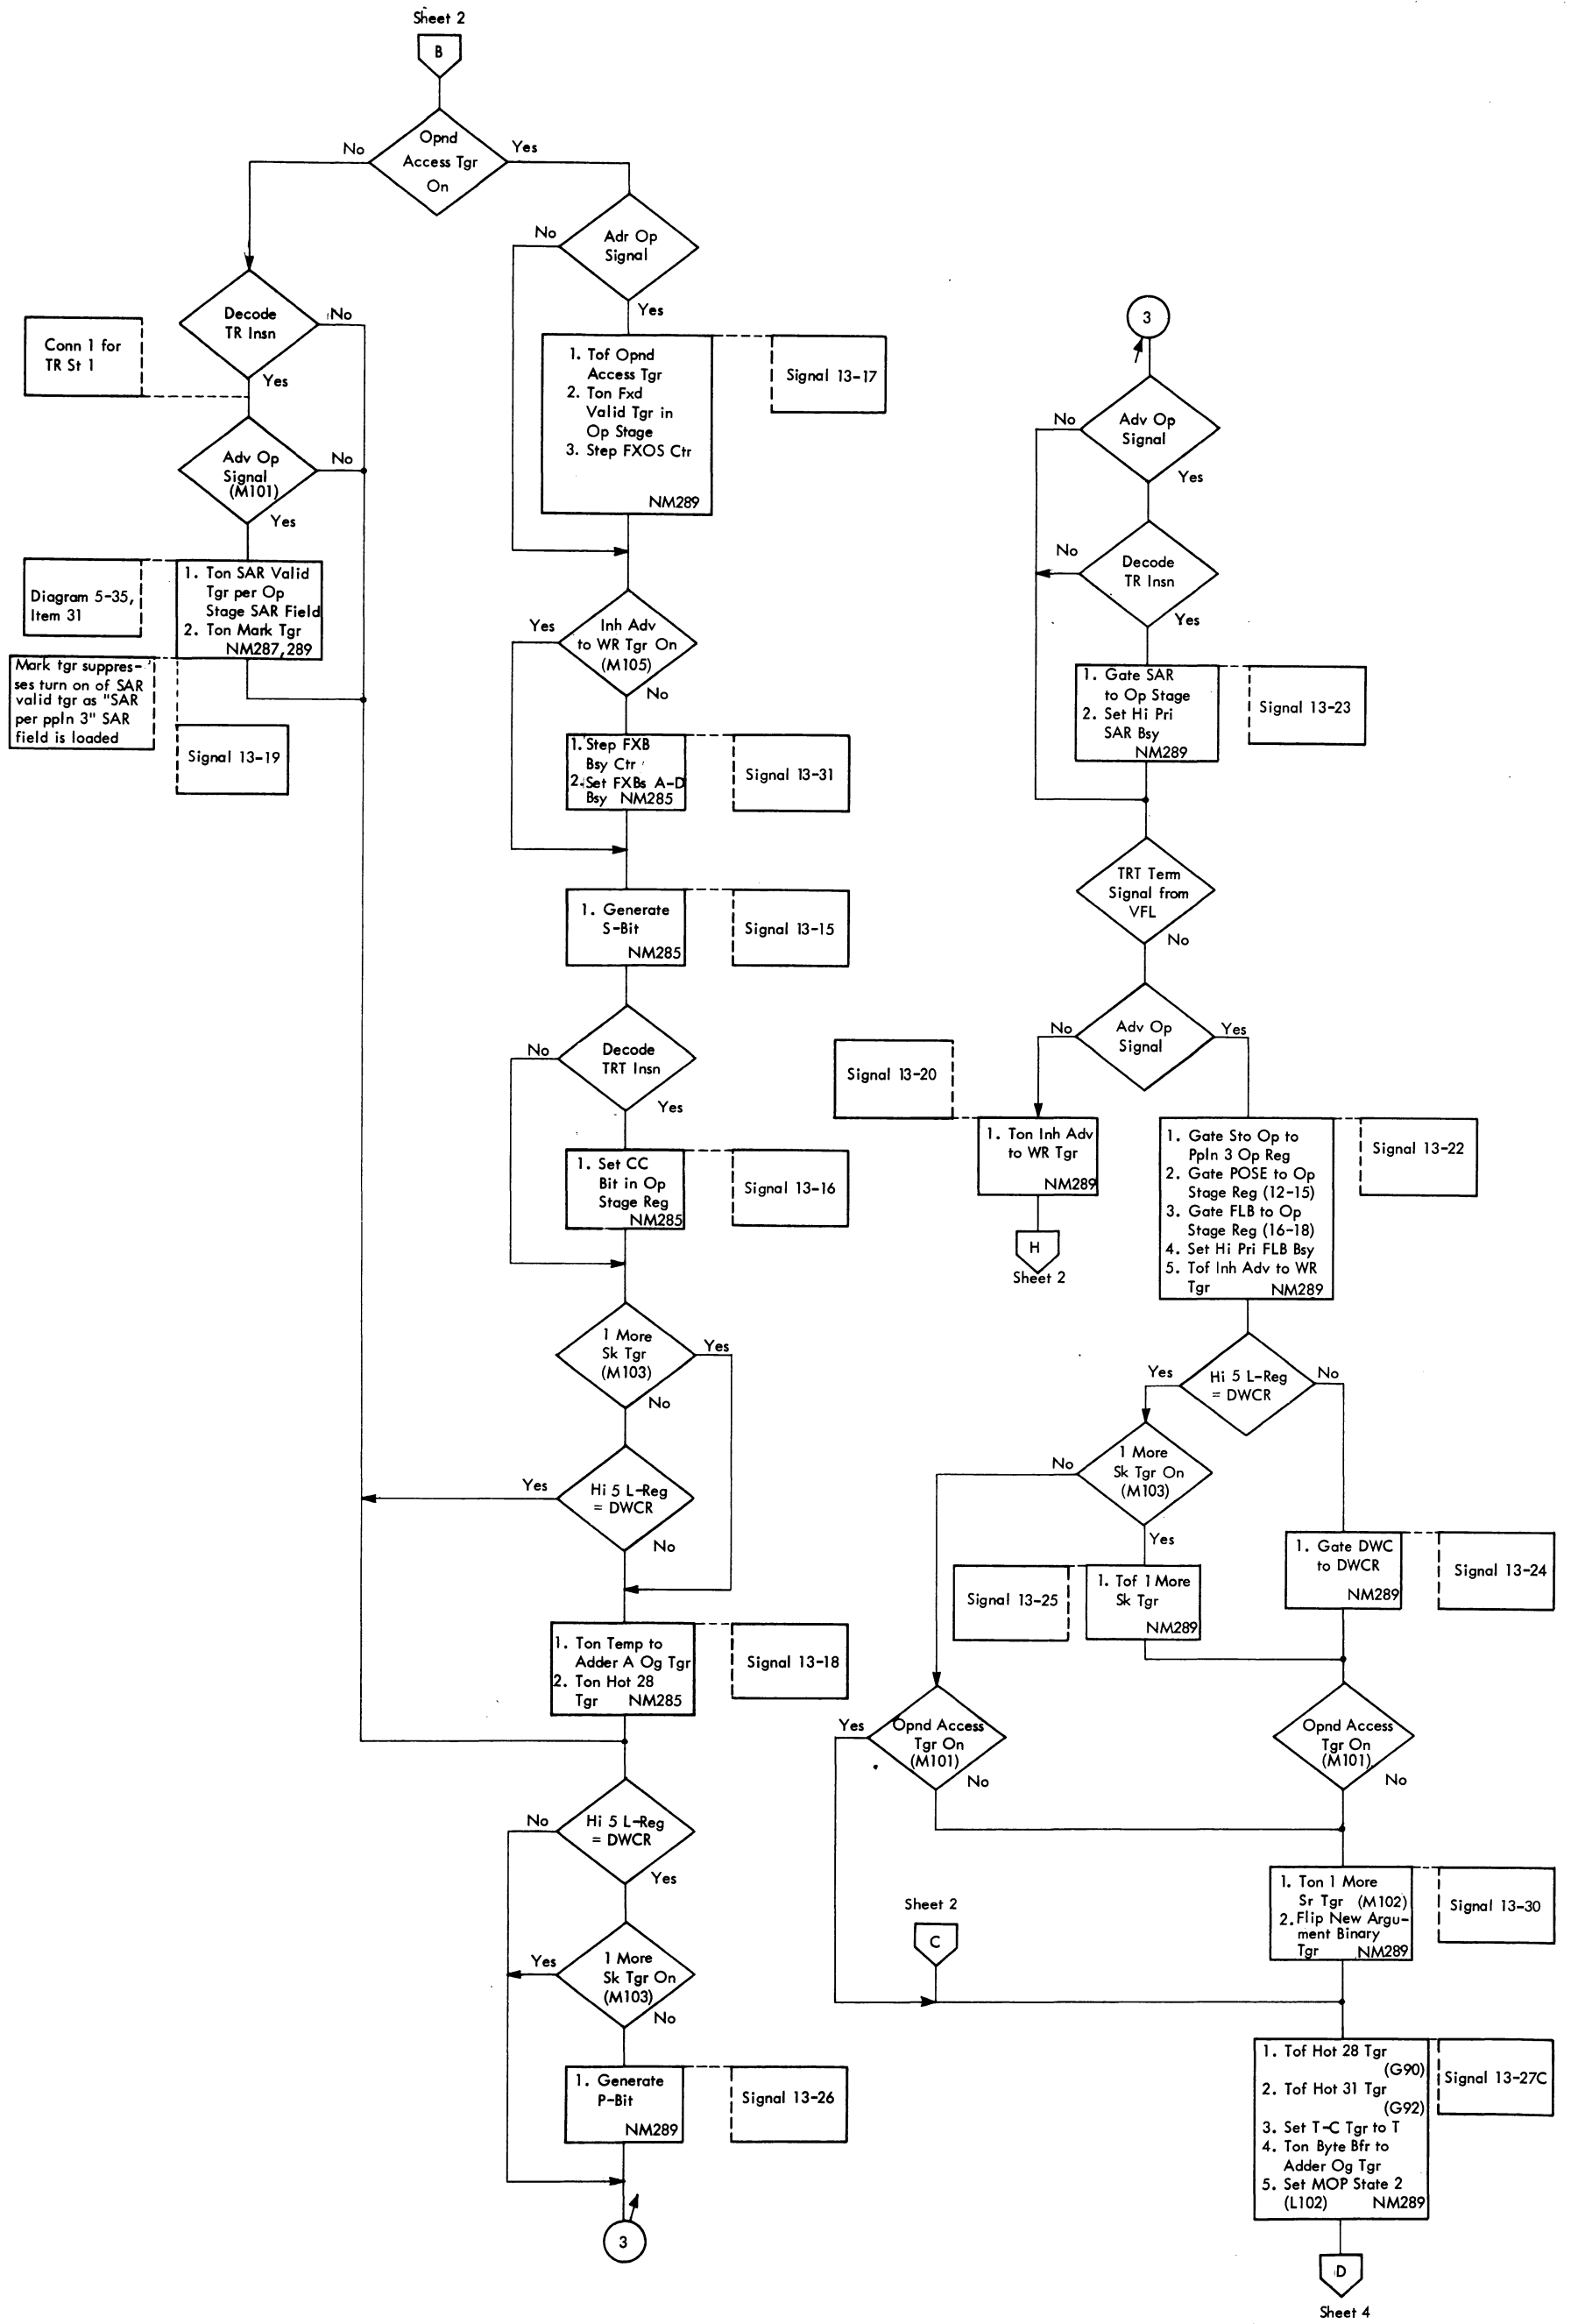 Sheet 2
B
Opnd
Access Tgr
On
No
Yes
Decode
TR Insn
No
Yes
Conn 1 for
TR St 1
Adv Op
Signal
(M101)
No
Yes
Diagram 5-35,
Item 31
1. Ton SAR Valid
Tgr per Op
Stage SAR Field
2. Ton Mark Tgr
NM287,289
Mark tgr suppres-
ses turn on of SAR
valid tgr as "SAR
per ppln 3" SAR
field is loaded
Signal 13-19
Adr Op
Signal
No
Yes
1. Tof Opnd
Access Tgr
2. Ton Fxd
Valid Tgr in
Op Stage
3. Step FXOS Ctr
NM289
Signal 13-17
Inh Adv
to WR Tgr On
(M105)
Yes
No
1. Step FXB
Bsy Ctr
2. Set FXBs A-D
Bsy NM285
Signal 13-31
1. Generate
S-Bit
NM285
Signal 13-15
Decode
TRT Insn
No
Yes
1. Set CC
Bit in Op
Stage Reg
NM285
Signal 13-16
1 More
Sk Tgr
(M103)
Yes
No
Hi 5 L-Reg
= DWCR
Yes
No
1. Ton Temp to
Adder A Og Tgr
2. Ton Hot 28
Tgr NM285
Signal 13-18
Hi 5 L-Reg
= DWCR
No
Yes
1 More
Sk Tgr On
(M103)
Yes
No
1. Generate
P-Bit
NM289
Signal 13-26
3
3
Adv Op
Signal
No
Yes
Decode
TR Insn
No
Yes
1. Gate SAR
to Op Stage
2. Set Hi Pri
SAR Bsy
NM289
Signal 13-23
TRT Term
Signal from
VFL
No
Adv Op
Signal
No
Yes
Signal 13-20
1. Ton Inh Adv
to WR Tgr
NM289
H
Sheet 2
1. Gate Sto Op to
Ppln 3 Op Reg
2. Gate POSE to Op
Stage Reg (12-15)
3. Gate FLB to Op
Stage Reg (16-18)
4. Set Hi Pri FLB Bsy
5. Tof Inh Adv to WR
Tgr NM289
Signal 13-22
Hi 5 L-Reg
= DWCR
Yes
No
1 More
Sk Tgr On
(M103)
No
Yes
Signal 13-25
1. Tof 1 More
Sk Tgr
NM289
1. Gate DWC
to DWCR
NM289
Signal 13-24
Opnd Access
Tgr On
(M101)
Yes
No
Opnd Access
Tgr On
(M101)
No
1. Ton 1 More
Sr Tgr (M102)
2. Flip New Argu-
ment Binary
Tgr NM289
Signal 13-30
Sheet 2
C
1. Tof Hot 28 Tgr
(G90)
2. Tof Hot 31 Tgr
(G92)
3. Set T-C Tgr to T
4. Ton Byte Bfr to
Adder Og Tgr
5. Set MOP State 2
(L102) NM289
Signal 13-27C
D
Sheet 4